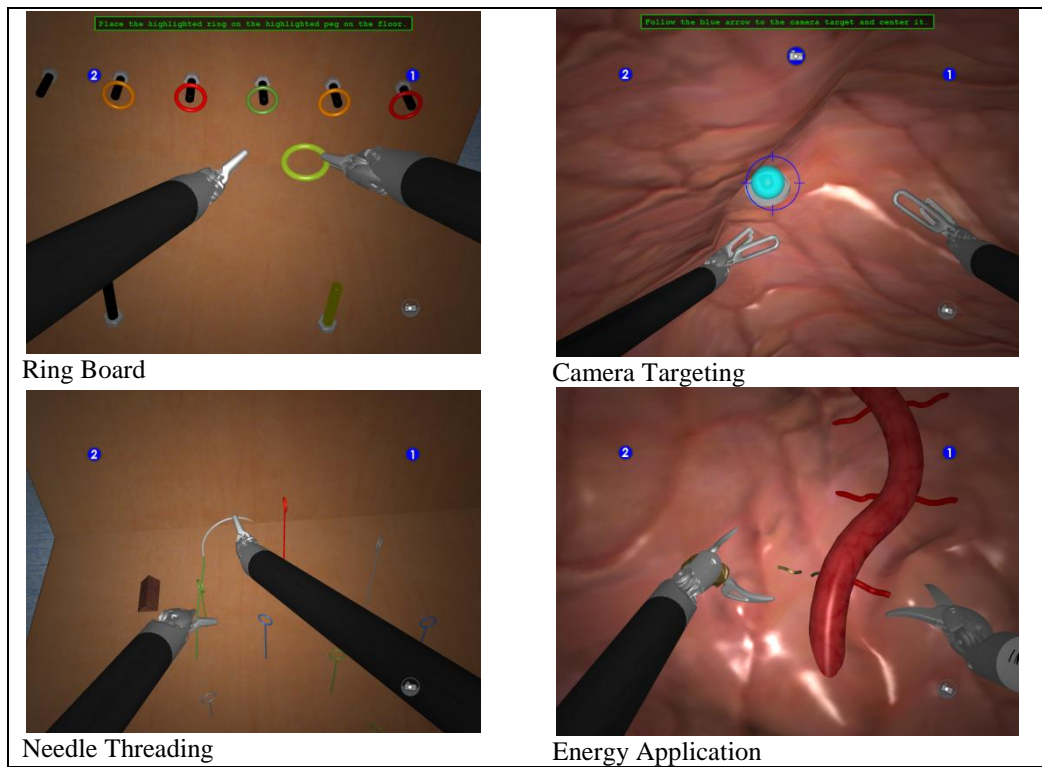 Place the highlighted ring on the highlighted peg on the floor.
2
1
Ring Board
Follow the blue arrow to the camera target and center it.
2
1
Camera Targeting
2
1
Needle Threading
2
1
Energy Application